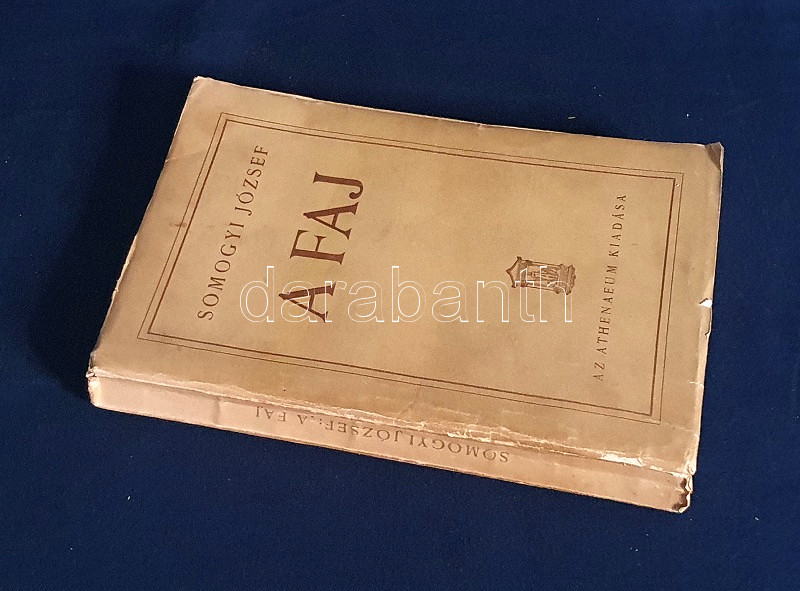 SOMOGYI JÓZSEF
A FAJ
AZ ATHENAEUM KIADÁSA
SOMOGYI JÓZSEF: A FAJ
darabanth